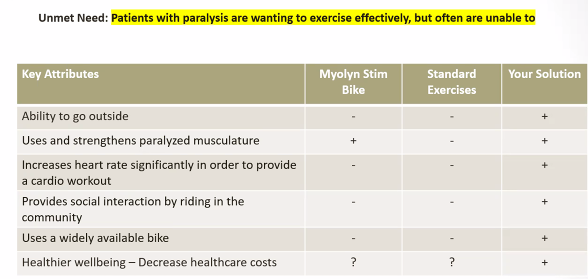 Unmet Need: Patients with paralysis are wanting to exercise effectively, but often are unable to
Key Attributes Myolyn Stim Bike Standard Exercises Your Solution
Ability to go outside - - +
Uses and strengthens paralyzed musculature + - +
Increases heart rate significantly in order to provide
a cardio workout - - +
Provides social interaction by riding in the
community - - +
Uses a widely available bike - - +
Healthier wellbeing – Decrease healthcare costs ? ? +